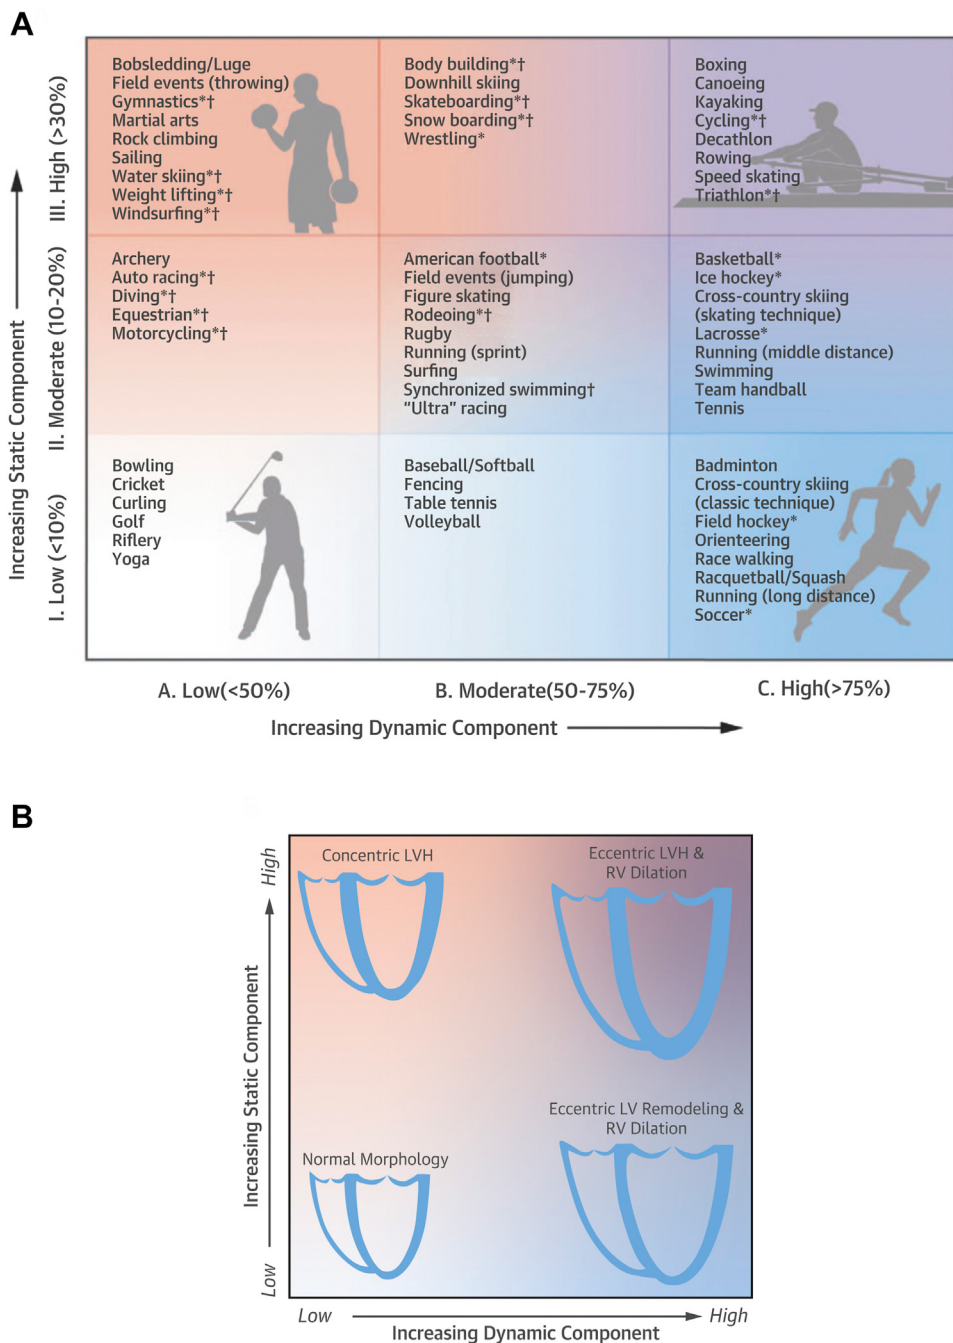 A
Increasing Static Component
III. High (>30%)
II. Moderate (10-20%)
I. Low (<10%)
Bobsledding/Luge
Field events (throwing)
Gymnastics*†
Martial arts
Rock climbing
Sailing
Water skiing*†
Weight lifting*†
Windsurfing*†
Body building*†
Downhill skiing
Skateboarding*†
Snow boarding*†
Wrestling*
Boxing
Canoeing
Kayaking
Cycling*†
Decathlon
Rowing
Speed skating
Triathlon*†
Archery
Auto racing*†
Diving*†
Equestrian*†
Motorcycling*†
American football*
Field events (jumping)
Figure skating
Rodeoing*†
Rugby
Running (sprint)
Surfing
Synchronized swimming†
"Ultra" racing
Basketball*
Ice hockey*
Cross-country skiing
(skating technique)
Lacrosse*
Running (middle distance)
Swimming
Team handball
Tennis
Bowling
Cricket
Curling
Golf
Riflery
Yoga
Baseball/Softball
Fencing
Table tennis
Volleyball
Badminton
Cross-country skiing
(classic technique)
Field hockey*
Orienteering
Race walking
Racquetball/Squash
Running (long distance)
Soccer*
A. Low(<50%)
B. Moderate(50-75%)
C. High(>75%)
Increasing Dynamic Component
B
Increasing Static Component
High
Low
Concentric LVH
Eccentric LVH &
RV Dilation
Normal Morphology
Eccentric LV Remodeling &
RV Dilation
Low
High
Increasing Dynamic Component